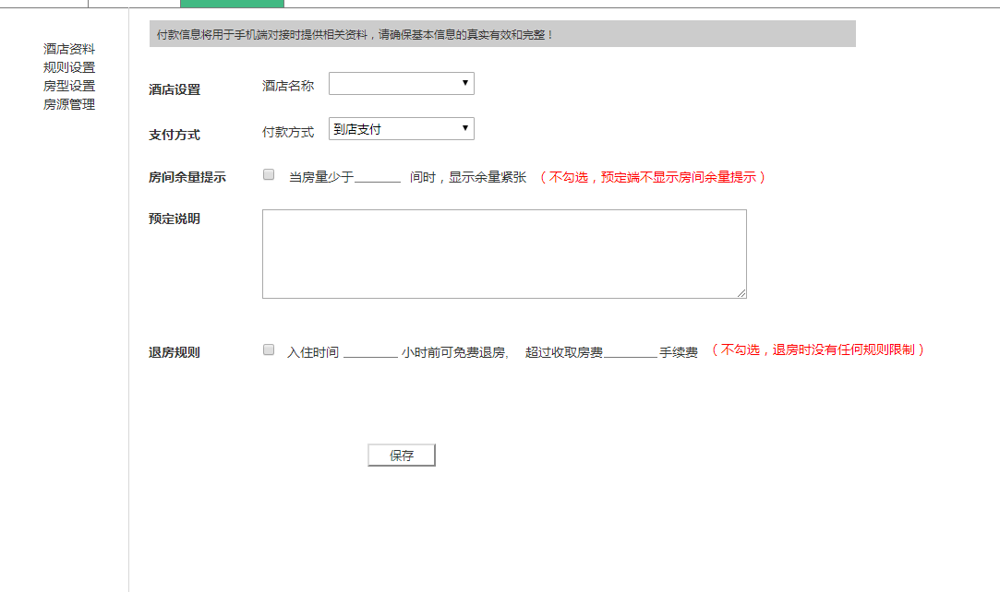 付款信息将用于手机端对接时提供相关资料，请确保基本信息的真实有效和完整！
酒店资料
规则设置
房型设置
房源管理
酒店设置 酒店名称
支付方式 付款方式 到店支付
房间余量提示 当房量少于_______ 间时，显示余量紧张 （不勾选，预定端不显示房间余量提示）
预定说明
退房规则 入住时间 ________ 小时前可免费退房, 超过收取房费________手续费 （不勾选，退房时没有任何规则限制）
保存